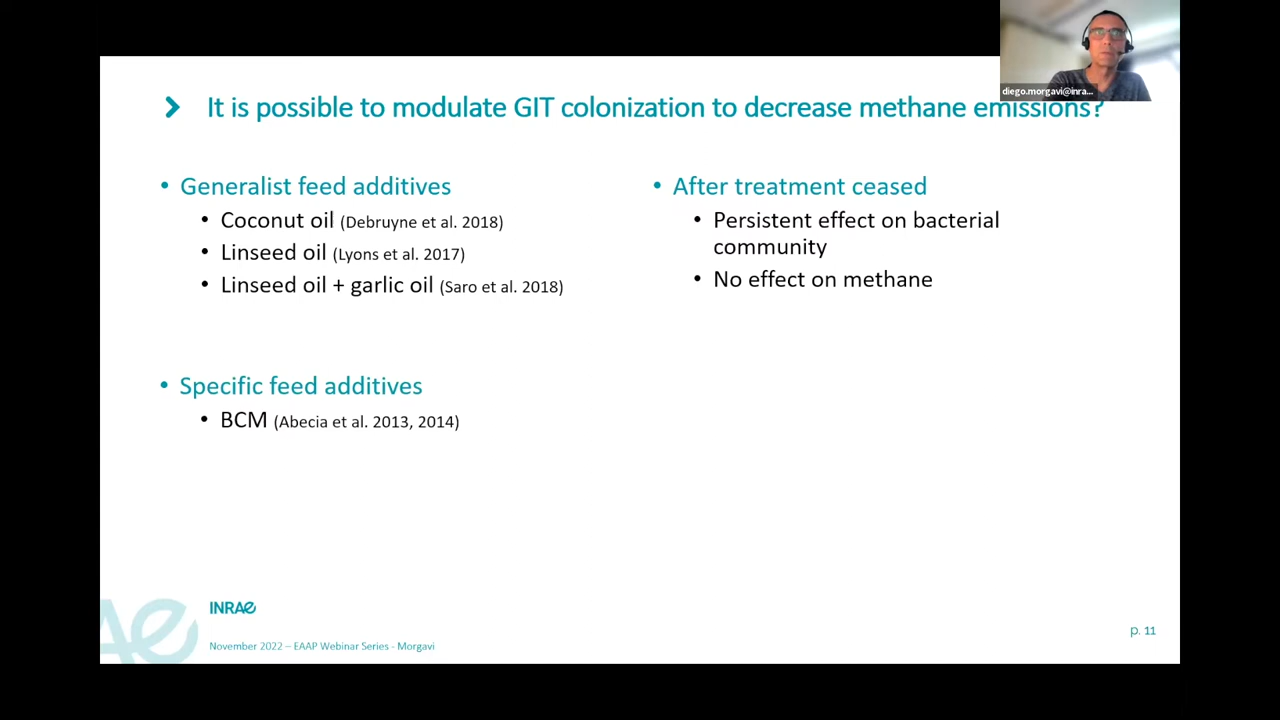 diego.morgavi@inra...
It is possible to modulate GIT colonization to decrease methane emissions?
• Generalist feed additives
• Coconut oil (Debruyne et al. 2018)
• Linseed oil (Lyons et al. 2017)
• Linseed oil + garlic oil (Saro et al. 2018)
• Specific feed additives
• BCM (Abecia et al. 2013, 2014)
• After treatment ceased
• Persistent effect on bacterial
community
• No effect on methane
INRAE
November 2022 – EAAP Webinar Series - Morgavi
p. 11